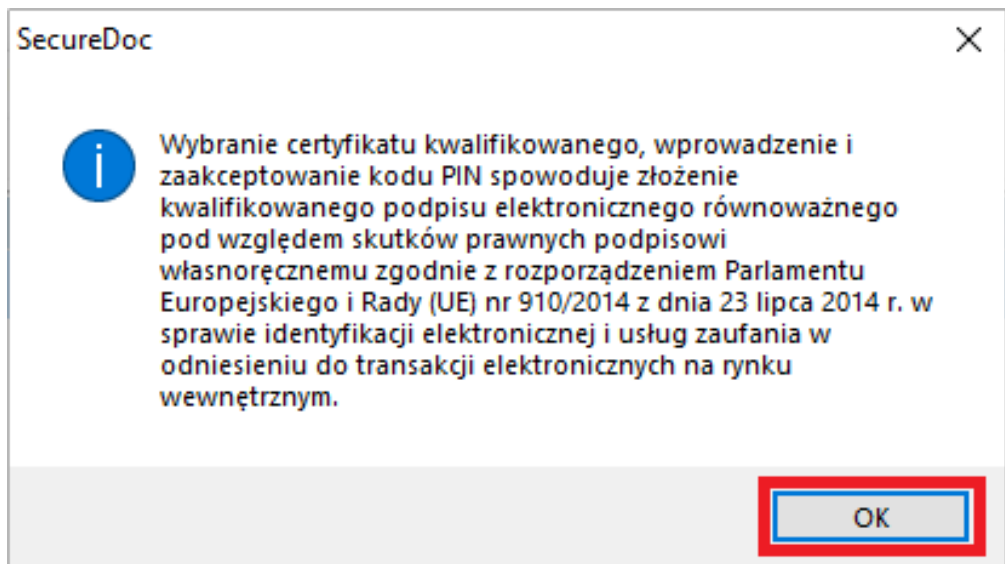 SecureDoc
Wybranie certyfikatu kwalifikowanego, wprowadzenie i
zaakceptowanie kodu PIN spowoduje złożenie
kwalifikowanego podpisu elektronicznego równoważnego
pod względem skutków prawnych podpisowi
własnoręcznemu zgodnie z rozporządzeniem Parlamentu
Europejskiego i Rady (UE) nr 910/2014 z dnia 23 lipca 2014 r. w
sprawie identyfikacji elektronicznej i usług zaufania w
odniesieniu do transakcji elektronicznych na rynku
wewnętrznym.
OK